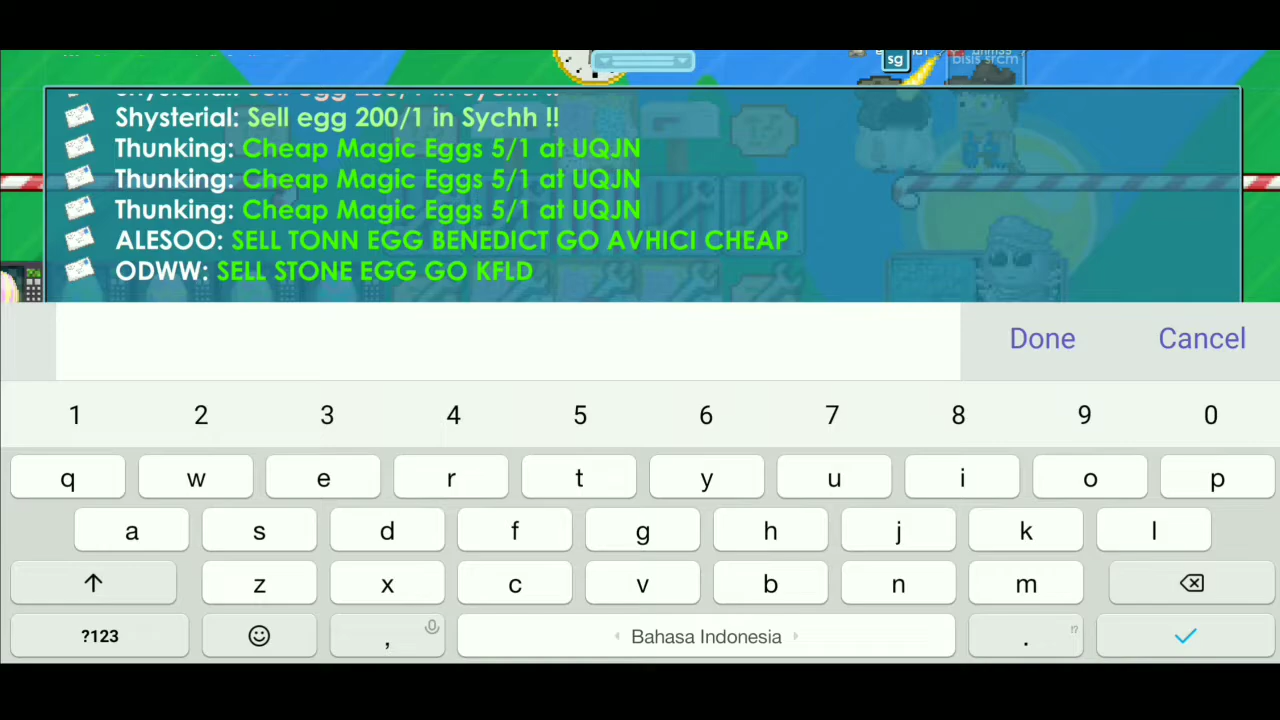 sg
bisis srcm
Shysterial: Sell egg 200/1 in Sychh !!
Thunking: Cheap Magic Eggs 5/1 at UQJN
Thunking: Cheap Magic Eggs 5/1 at UQJN
Thunking: Cheap Magic Eggs 5/1 at UQJN
ALESOO: SELL TONN EGG BENEDICT GO AVHICI CHEAP
ODWW: SELL STONE EGG GO KFLD
Done Cancel
1 2 3 4 5 6 7 8 9 0
q w e r t y u i o p
a s d f g h j k l
z x c v b n m
?123 , Bahasa Indonesia . !?